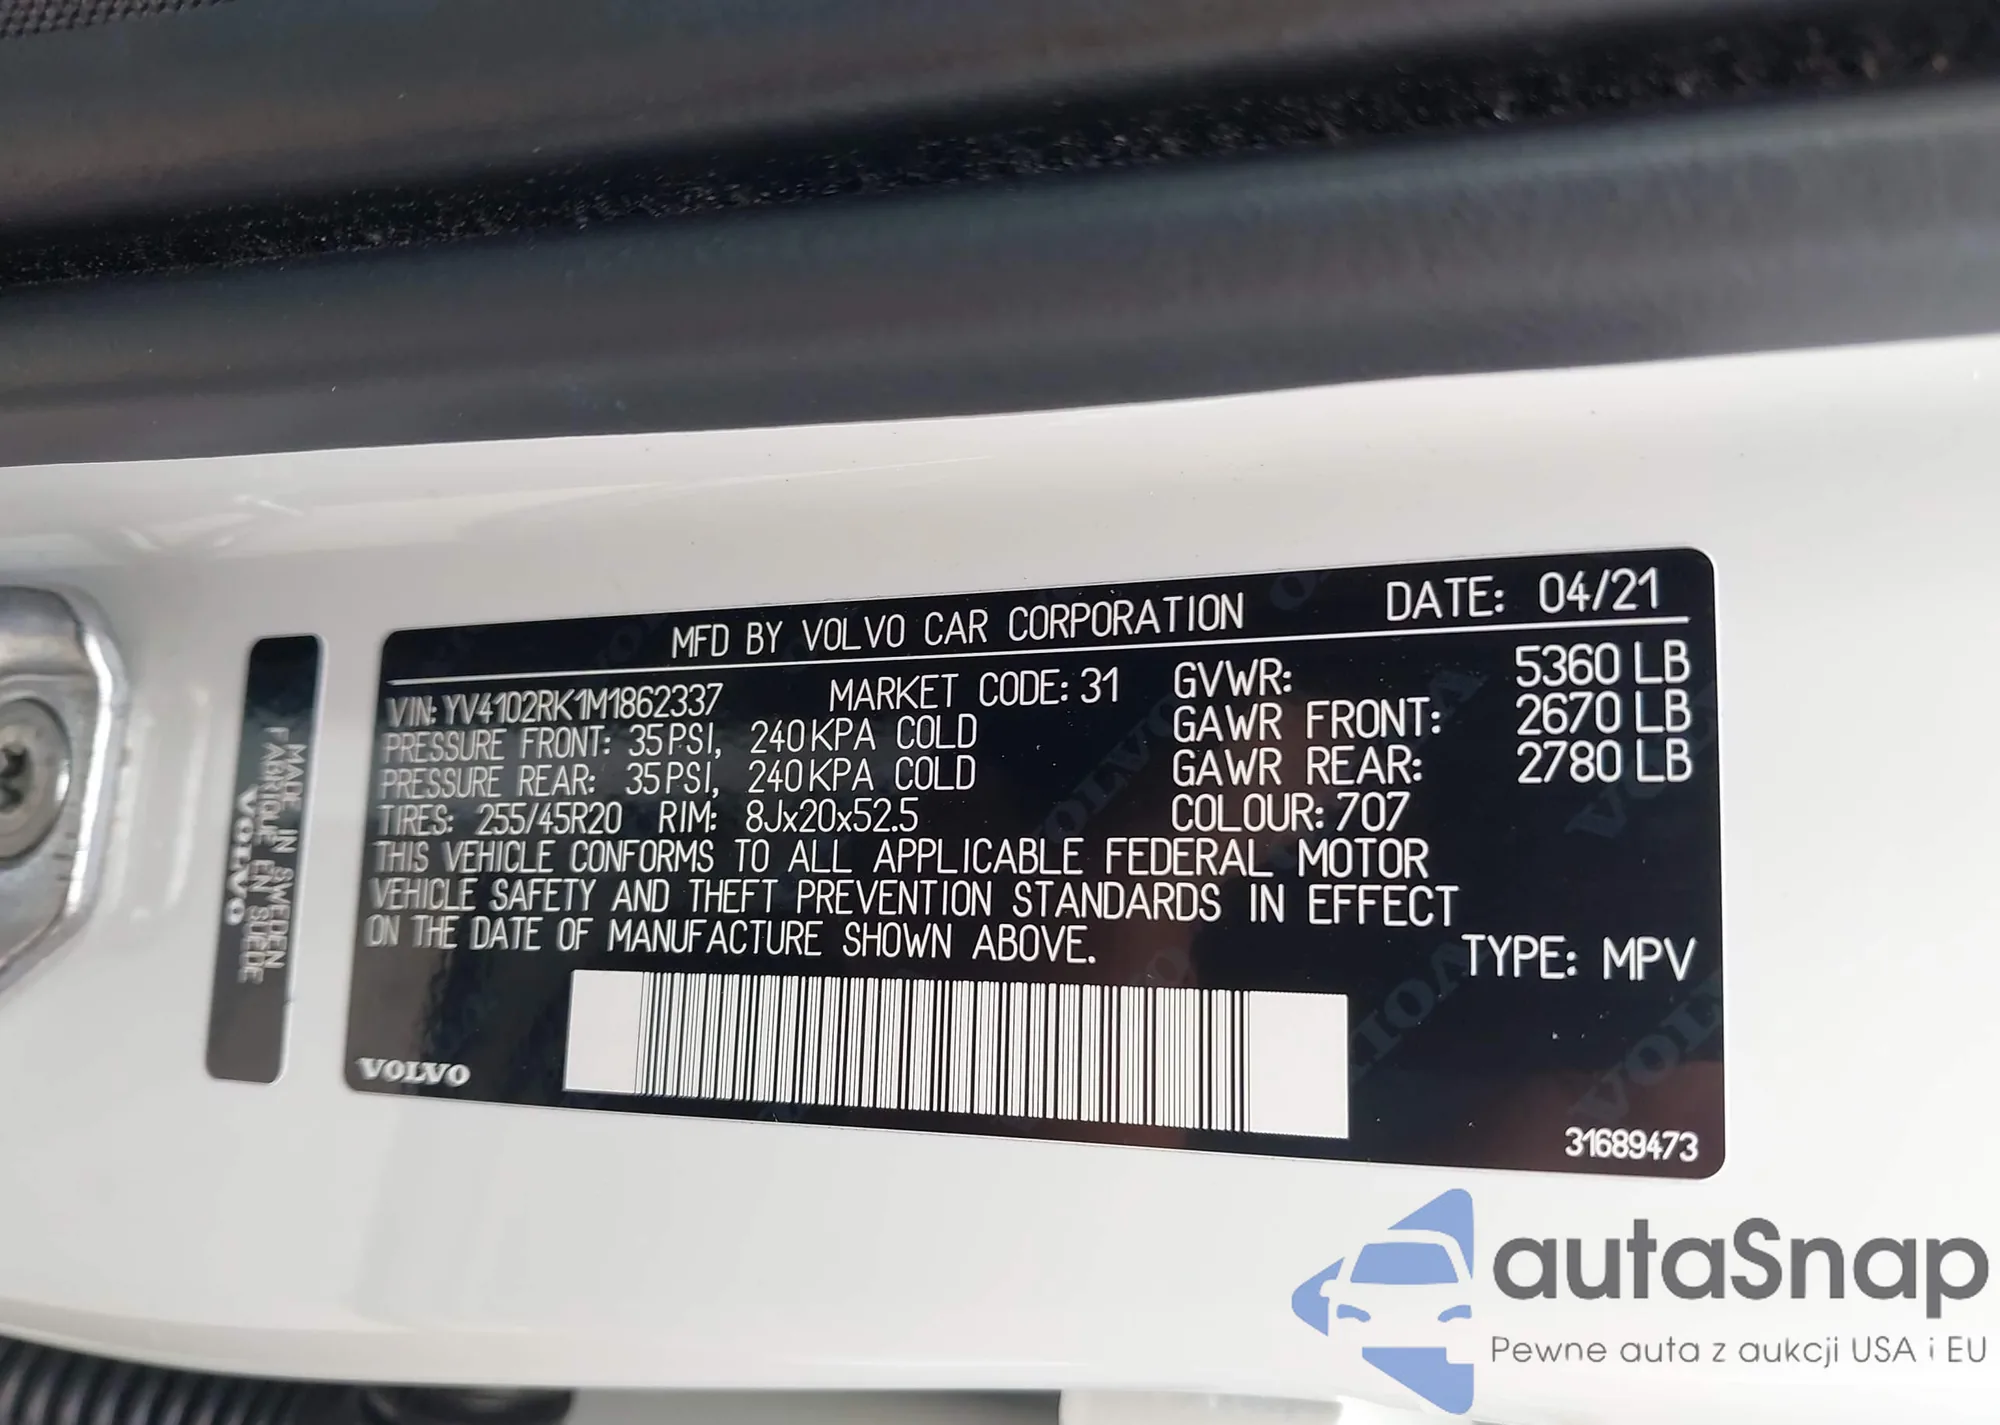 MFD BY VOLVO CAR CORPORATION DATE: 04/21
VIN: YV4102RK1M1862337 MARKET CODE: 31 GVWR: 5360 LB
PRESSURE FRONT: 35 PSI, 240 KPA COLD GAWR FRONT: 2670 LB
PRESSURE REAR: 35 PSI, 240 KPA COLD GAWR REAR: 2780 LB
TIRES: 255/45R20 RIM: 8Jx20x52.5 COLOUR: 707
THIS VEHICLE CONFORMS TO ALL APPLICABLE FEDERAL MOTOR
VEHICLE SAFETY AND THEFT PREVENTION STANDARDS IN EFFECT
ON THE DATE OF MANUFACTURE SHOWN ABOVE.
TYPE: MPV
VOLVO
31689473
MADE IN SWEDEN
FABRIQUE EN SUEDE
VOLVO
autaSnap
Pewne auta z aukcji USA i EU